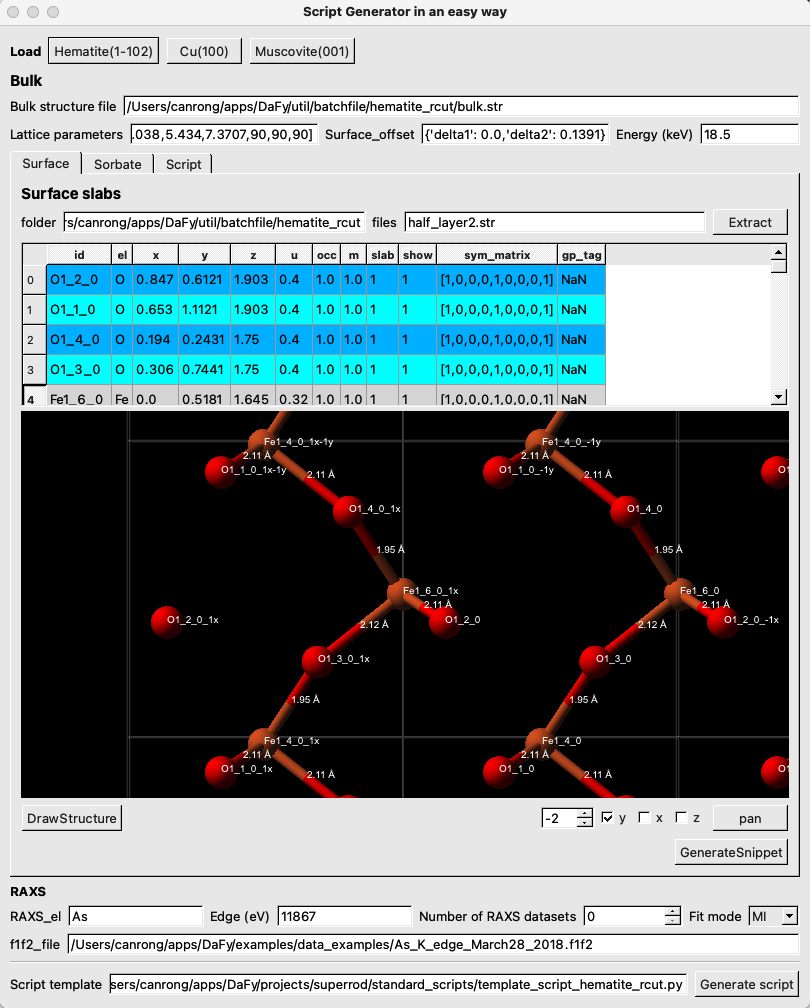 Script Generator in an easy way
Load Hematite(1-102) Cu(100) Muscovite(001)
Bulk
Bulk structure file /Users/canrong/apps/DaFy/util/batchfile/hematite_rcut/bulk.str
Lattice parameters .038,5.434,7.3707,90,90,90] Surface_offset {'delta1': 0.0,'delta2': 0.1391} Energy (keV) 18.5
Surface Sorbate Script
Surface slabs
folder s/canrong/apps/DaFy/util/batchfile/hematite_rcut files half_layer2.str Extract
id el x y z u occ m slab show sym_matrix gp_tag
0 O1_2_0 O 0.847 0.6121 1.903 0.4 1.0 1.0 1 1 [1,0,0,0,1,0,0,0,1] NaN
1 O1_1_0 O 0.653 1.1121 1.903 0.4 1.0 1.0 1 1 [1,0,0,0,1,0,0,0,1] NaN
2 O1_4_0 O 0.194 0.2431 1.75 0.4 1.0 1.0 1 1 [1,0,0,0,1,0,0,0,1] NaN
3 O1_3_0 O 0.306 0.7441 1.75 0.4 1.0 1.0 1 1 [1,0,0,0,1,0,0,0,1] NaN
4 Fe1_6_0 Fe 0.0 0.5181 1.645 0.32 1.0 1.0 1 1 [1,0,0,0,1,0,0,0,1] NaN
Fe1_4_0_1x-1y Fe1_4_0_-1y
2.11 Å 2.11 Å
O1_1_0_1x-1y 2.11 Å O1_1_0_-1y 2.11 Å O1
O1_4_0_1x O1_4_0
1.95 Å 1.95 Å
Fe1_6_0_1x Fe1_6_0
2.11 Å 2.11 Å
O1_2_0_1x 2.12 Å O1_2_0 2.12 Å O1_2_0_-1x
O1_3_0_1x O1_3_0
1.95 Å 1.95 Å
Fe1_4_0_1x Fe1_4_0
2.11 Å 2.11 Å
O1_1_0_1x 2.11 Å O1_1_0 2.11 Å O1
DrawStructure -2 y x z pan
GenerateSnippet
RAXS
RAXS_el As Edge (eV) 11867 Number of RAXS datasets 0 Fit mode MI
f1f2_file /Users/canrong/apps/DaFy/examples/data_examples/As_K_edge_March28_2018.f1f2
Script template sers/canrong/apps/DaFy/projects/superrod/standard_scripts/template_script_hematite_rcut.py Generate script